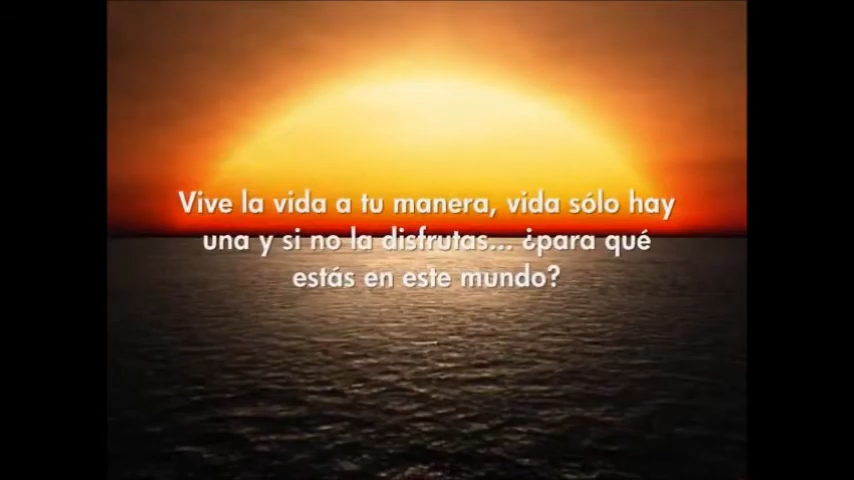 Vive la vida a tu manera, vida sólo hay
una y si no la disfrutas... ¿para qué
estás en este mundo?